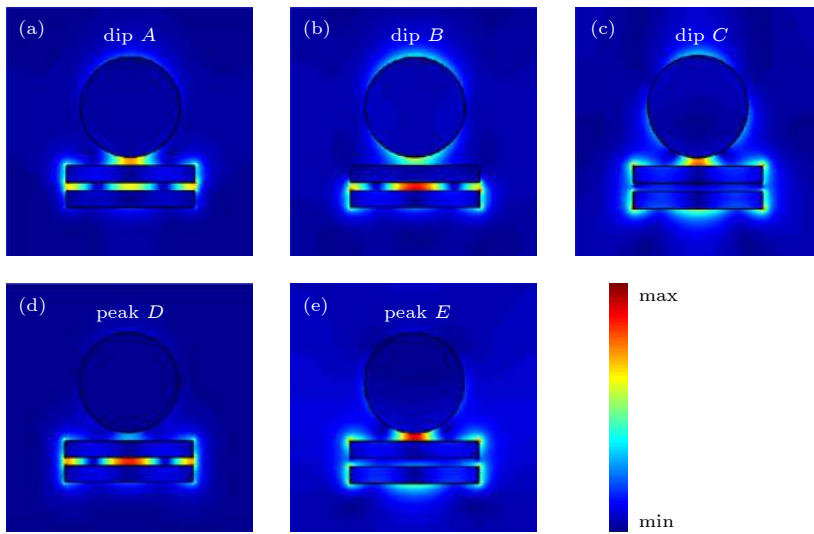 (a)
dip A
(b)
dip B
(c)
dip C
(d)
peak D
(e)
peak E
max
min